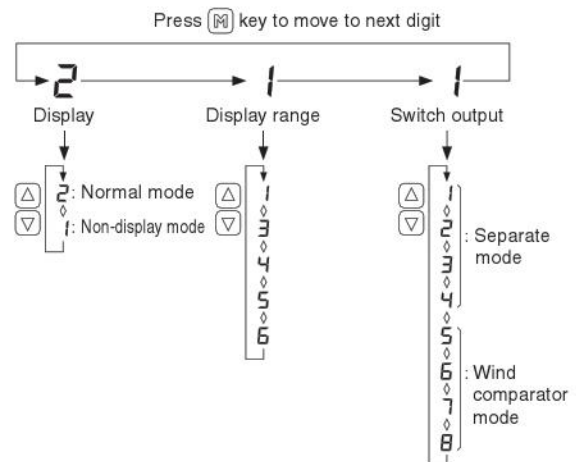 Press M key to move to next digit
2 1 1
Display Display range Switch output
2: Normal mode
1: Non-display mode
1
3
4
5
6
1
2
3
4
: Separate
mode
5
6
7
8
: Wind
comparator
mode